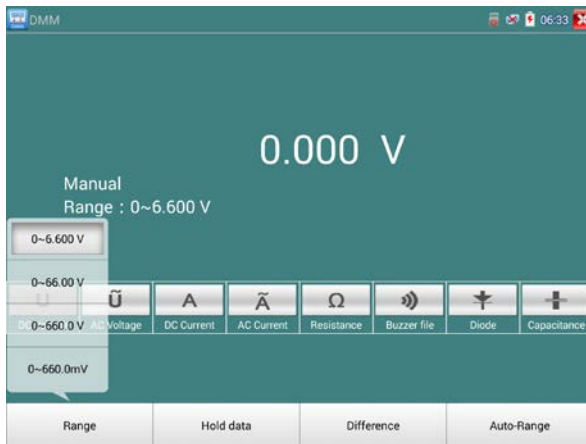 DMM
06:33
0.000 V
Manual
Range : 0~6.600 V
0~6.600 V
0~66.00 V
0~660.0 V
0~660.0mV
Ũ
A
Ã
Ω
Voltage
DC Current
AC Current
Resistance
Buzzer file
Diode
Capacitance
Range
Hold data
Difference
Auto-Range